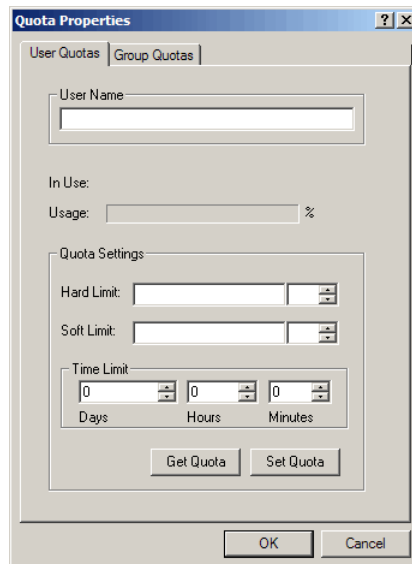 Quota Properties
User Quotas Group Quotas
User Name
In Use:
Usage: %
Quota Settings
Hard Limit:
Soft Limit:
Time Limit
0 0 0
Days Hours Minutes
Get Quota Set Quota
OK Cancel